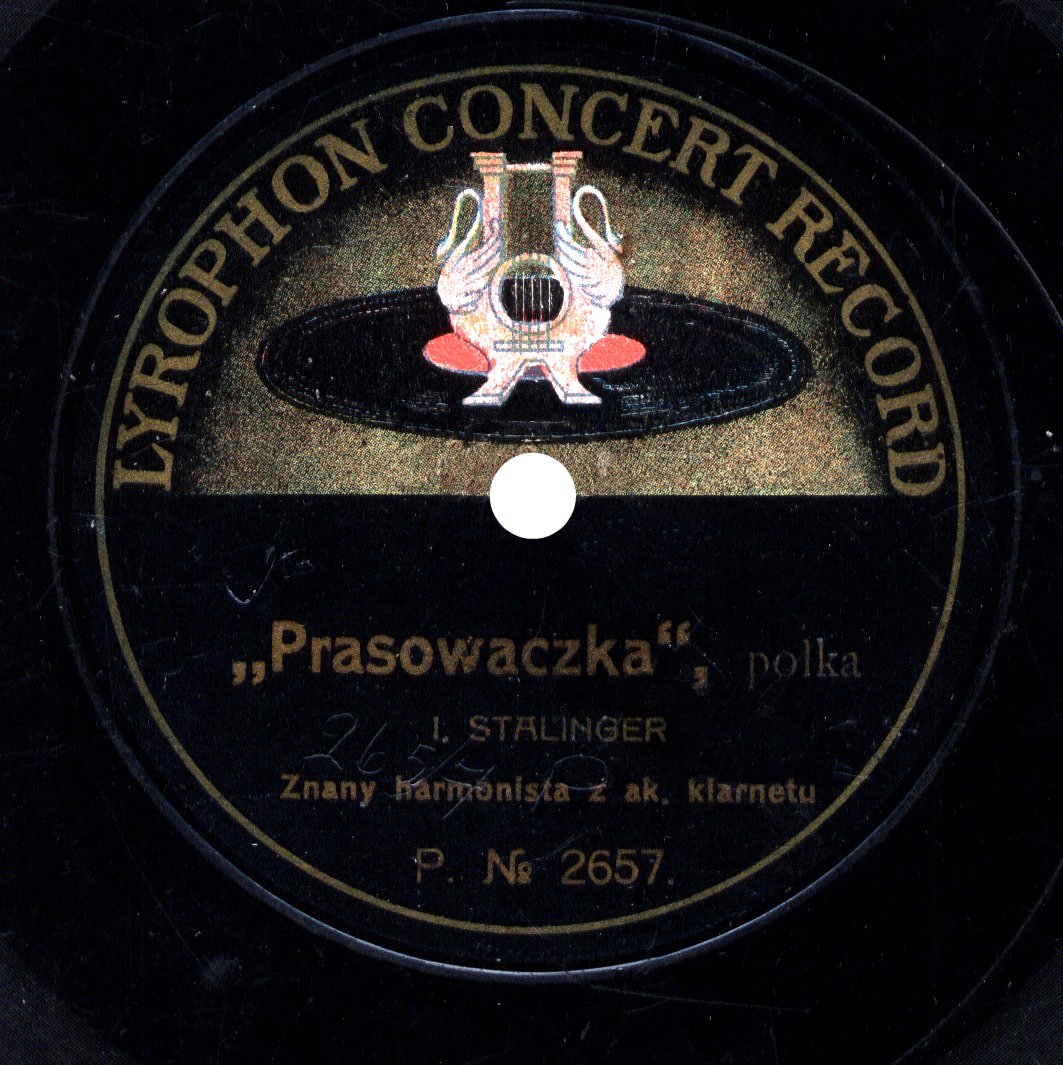 LYROPHON CONCERT RECORD
„Prasowaczka“, polka
I. STALINGER
Znany harmonista z ak. klarnetu
P. № 2657.